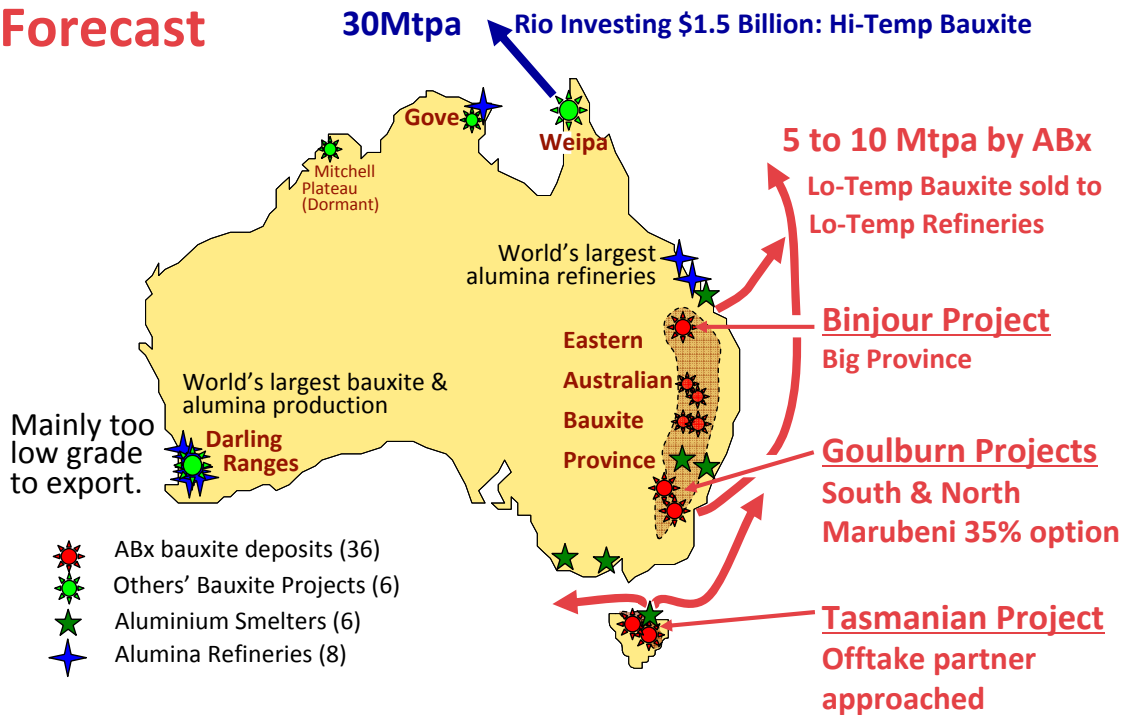 Forecast
30Mtpa
Rio Investing $1.5 Billion: Hi-Temp Bauxite
Gove
Weipa
Mitchell
Plateau
(Dormant)
5 to 10 Mtpa by ABx
Lo-Temp Bauxite sold to
Lo-Temp Refineries
World's largest
alumina refineries
Binjour Project
Big Province
Eastern
Australian
Bauxite
Province
World's largest bauxite &
alumina production
Mainly too
low grade
to export.
Darling
Ranges
Goulburn Projects
South & North
Marubeni 35% option
ABx bauxite deposits (36)
Others' Bauxite Projects (6)
Aluminium Smelters (6)
Alumina Refineries (8)
Tasmanian Project
Offtake partner
approached